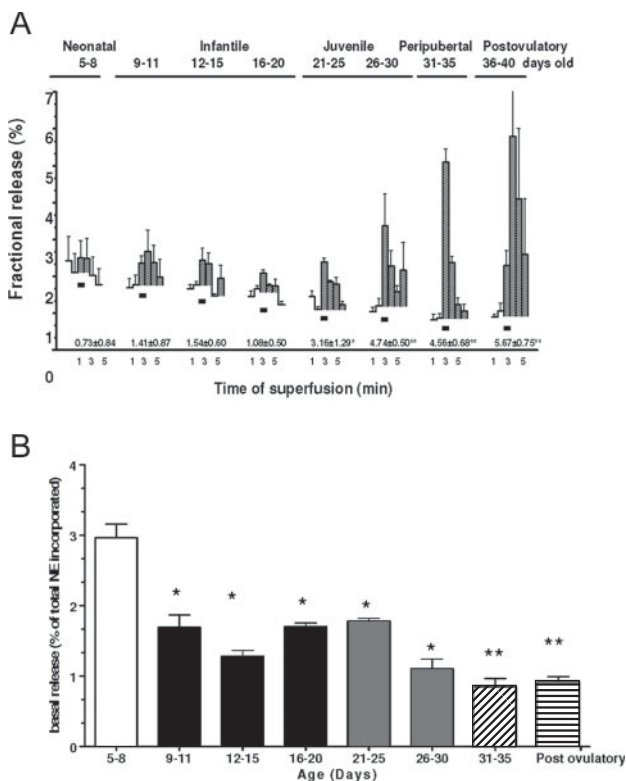 A
Neonatal Infantile Juvenile Peripubertal Postovulatory
5-8 9-11 12-15 16-20 21-25 26-30 31-35 36-40 days old
Fractional release (%)
7
6
5
4
3
2
1
0
0.73±0.84 1.41±0.87 1.54±0.60 1.08±0.50 3.16±1.29* 4.74±0.50** 4.56±0.68** 5.67±0.75**
1 3 5 1 3 5 1 3 5 1 3 5 1 3 5 1 3 5 1 3 5 1 3 5
Time of superfusion (min)
B
basal release (% of total NE incorporated)
4
3
2
1
0
* * * * * ** **
5-8 9-11 12-15 16-20 21-25 26-30 31-35 Post ovulatory
Age (Days)